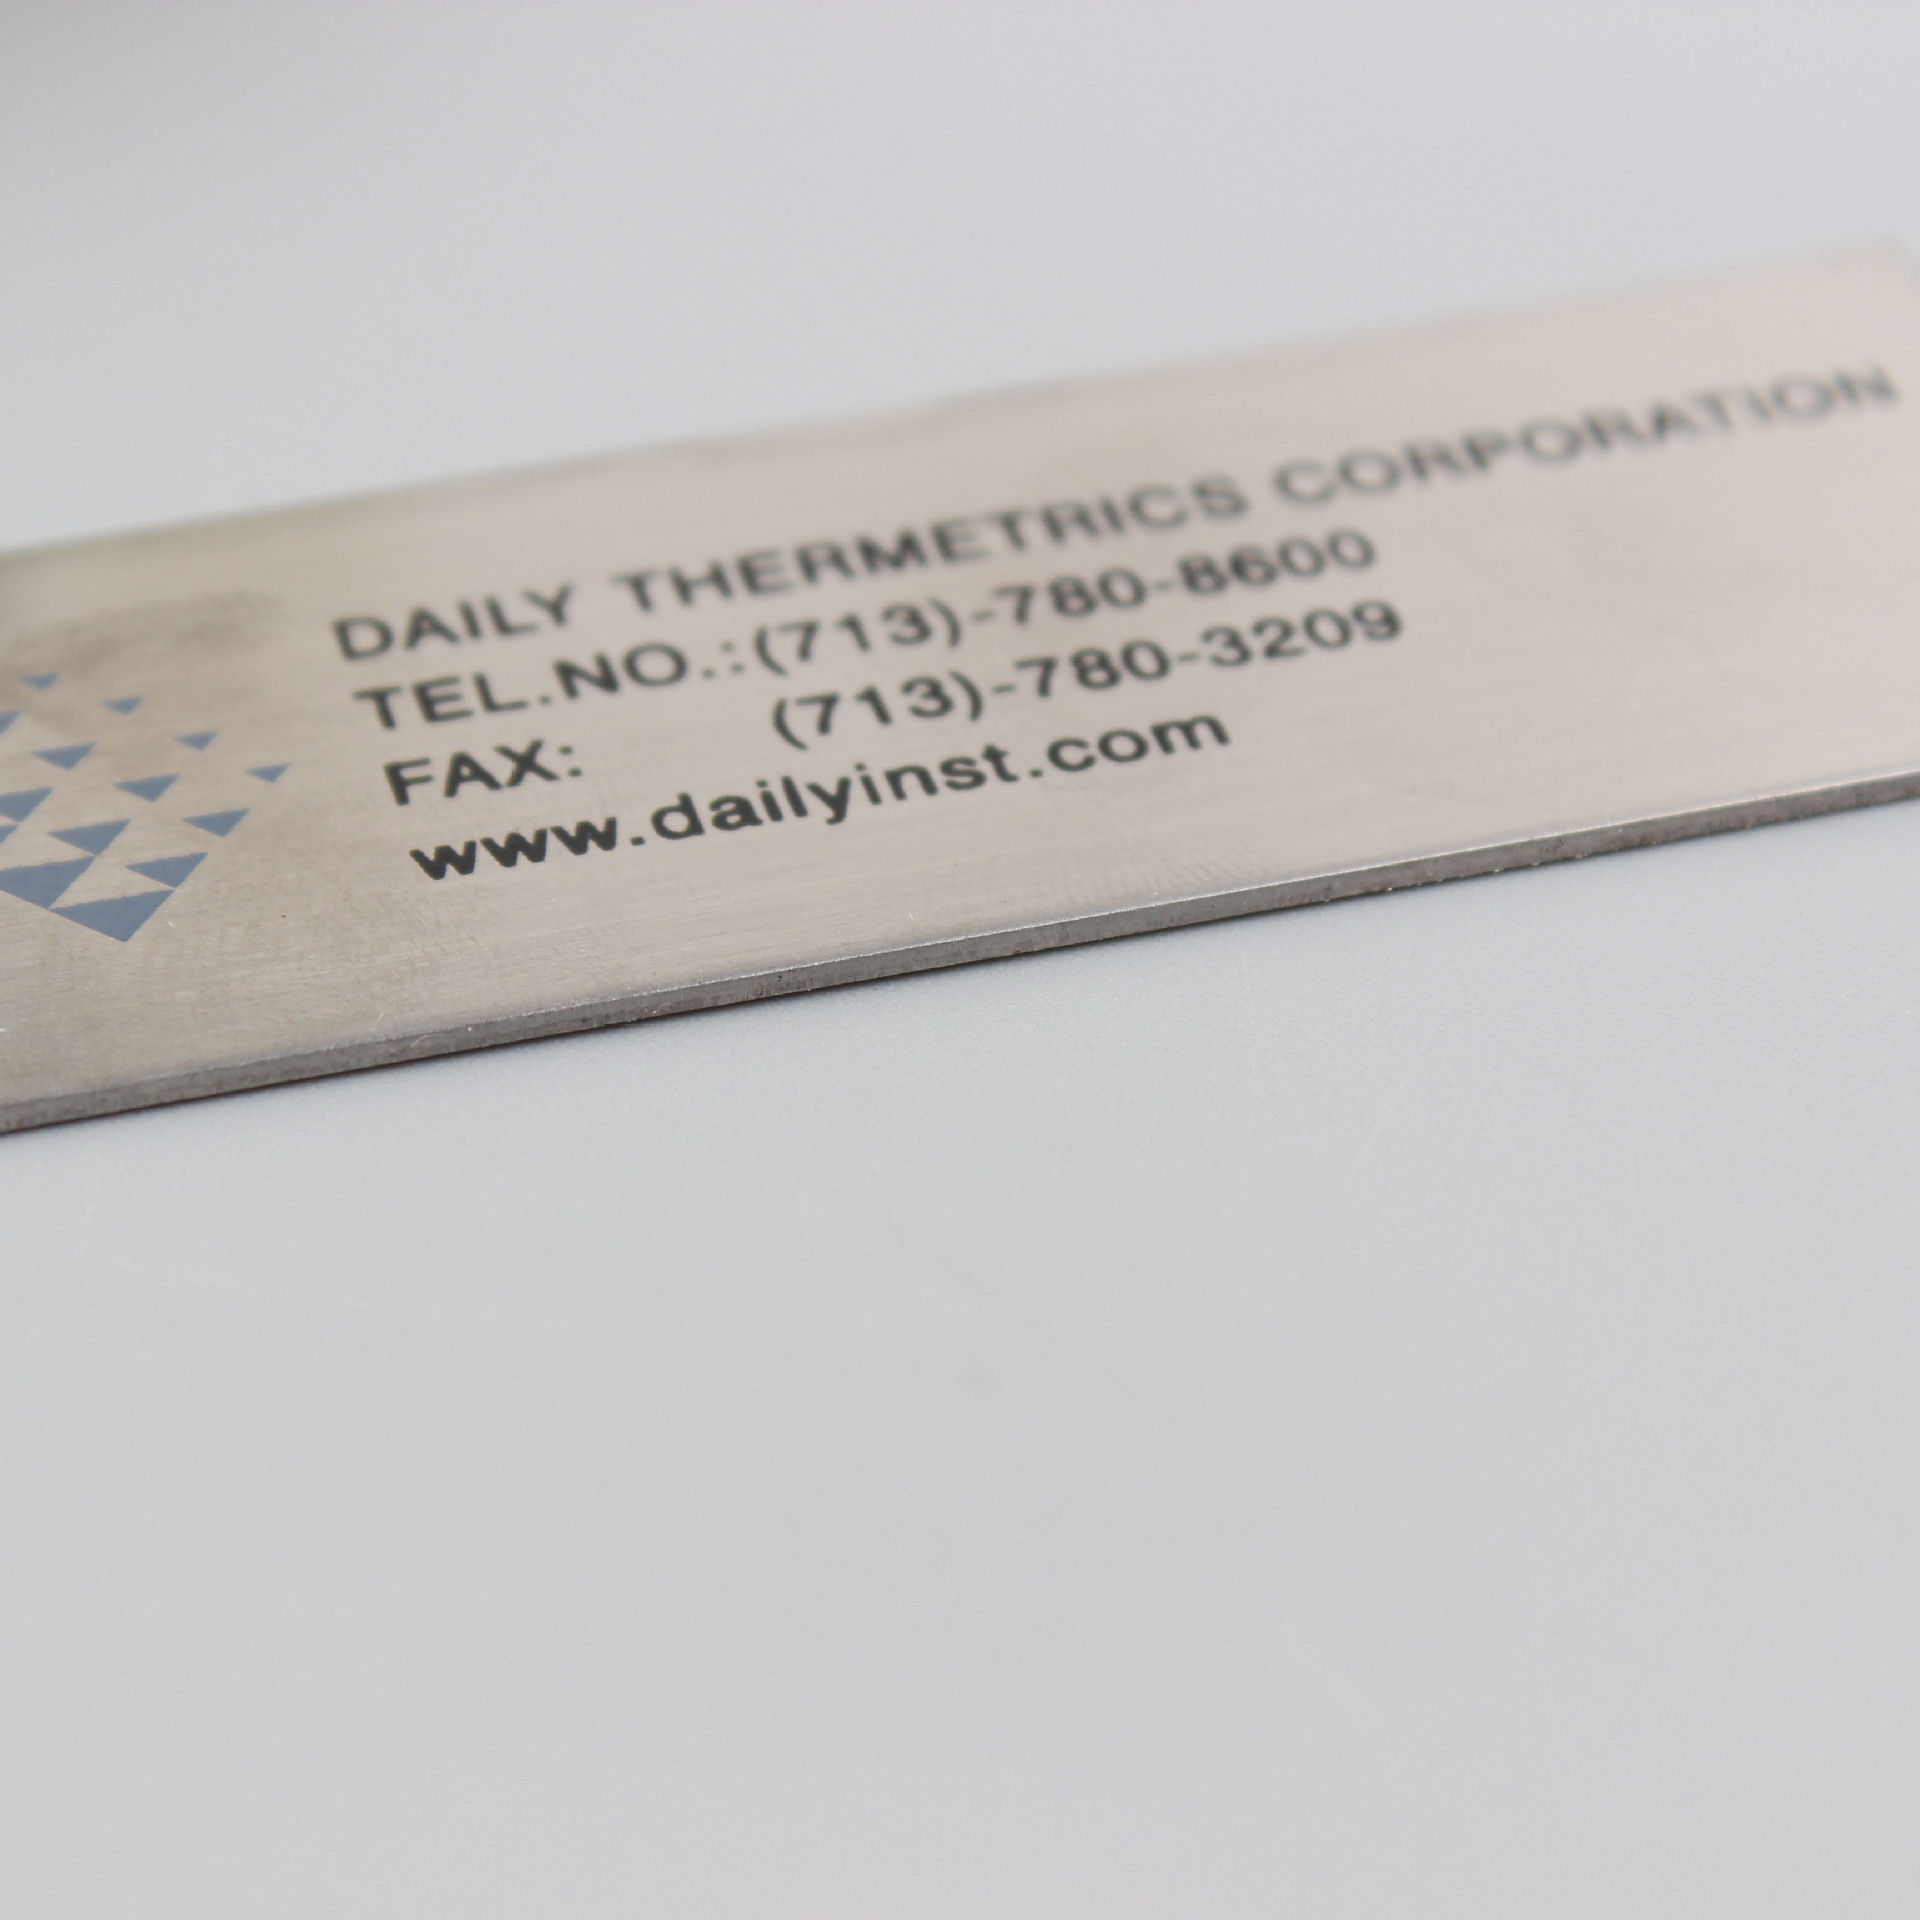 DAILY THERMETRICS CORPORATION
TEL.NO.:(713)-780-8600
FAX: (713)-780-3209
www.dailyinst.com